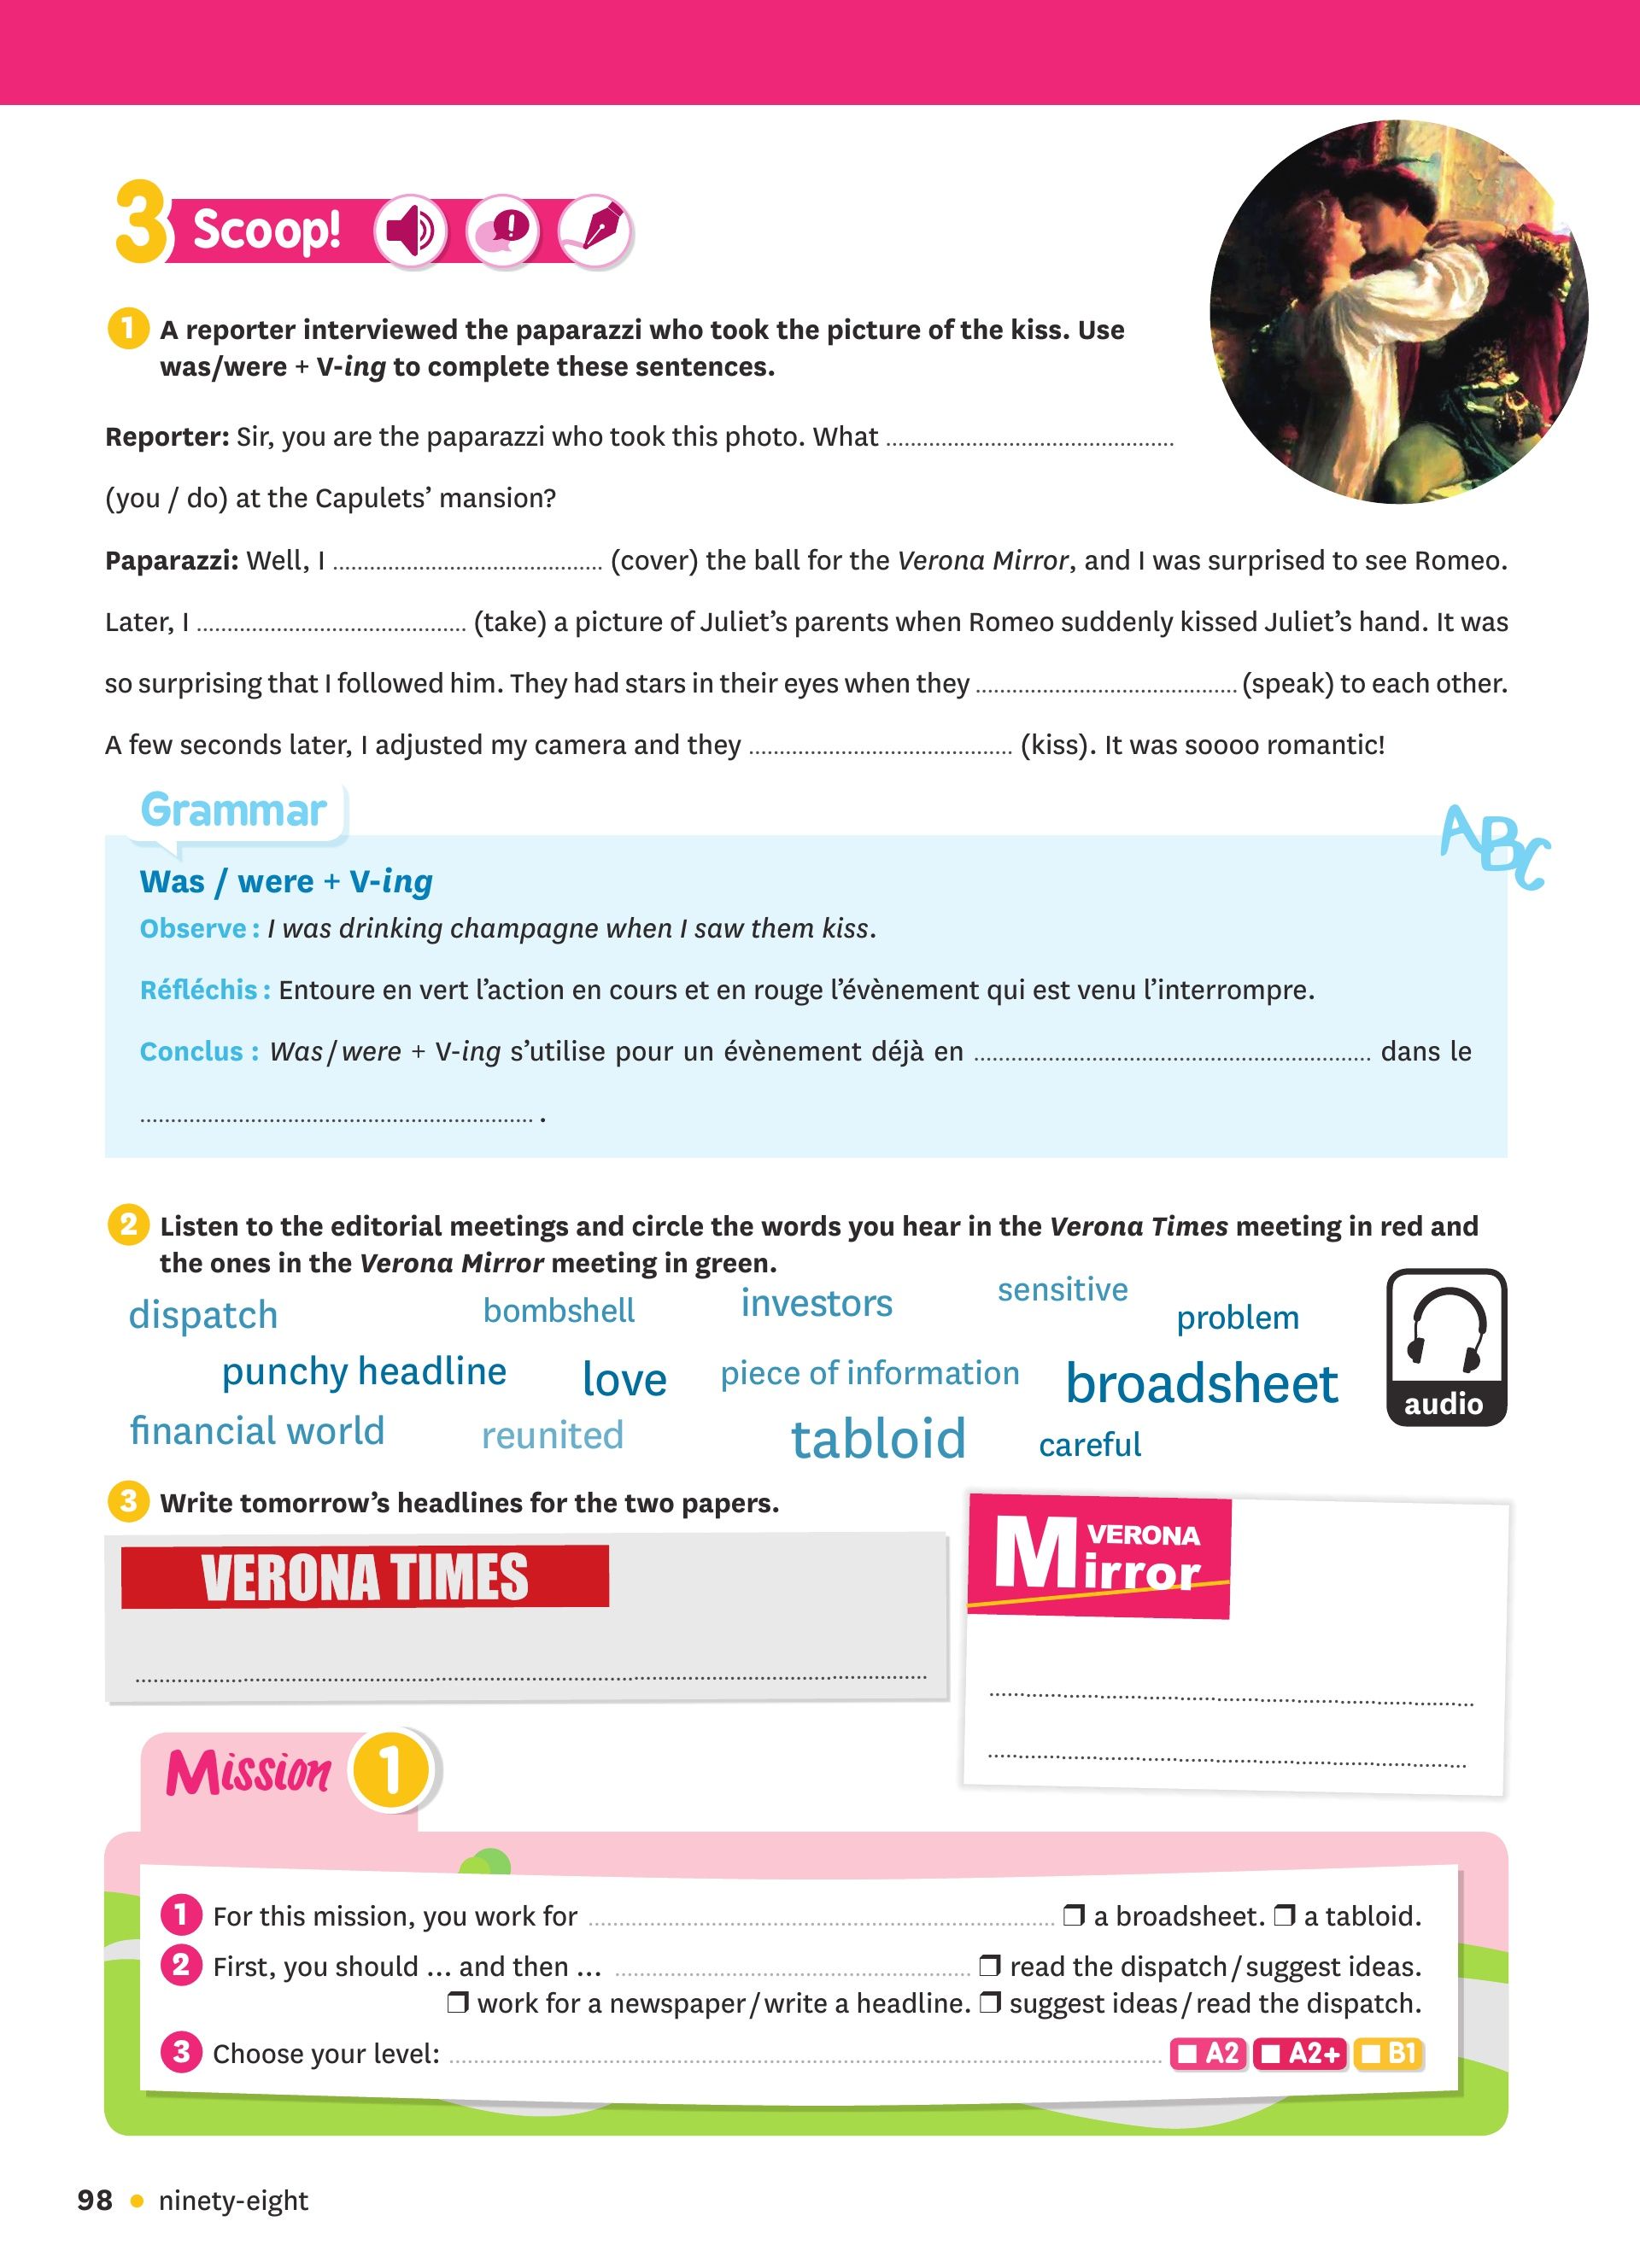 3 Scoop!
1 A reporter interviewed the paparazzi who took the picture of the kiss. Use
was/were + V-ing to complete these sentences.
Reporter: Sir, you are the paparazzi who took this photo. What ...............................................
(you / do) at the Capulets’ mansion?
Paparazzi: Well, I ............................................ (cover) the ball for the Verona Mirror, and I was surprised to see Romeo.
Later, I ............................................ (take) a picture of Juliet’s parents when Romeo suddenly kissed Juliet’s hand. It was
so surprising that I followed him. They had stars in their eyes when they ........................................... (speak) to each other.
A few seconds later, I adjusted my camera and they ........................................... (kiss). It was soooo romantic!
Grammar
ABC
Was / were + V-ing
Observe : I was drinking champagne when I saw them kiss.
Réfléchis : Entoure en vert l’action en cours et en rouge l’évènement qui est venu l’interrompre.
Conclus : Was / were + V-ing s’utilise pour un évènement déjà en ................................................................. dans le
................................................................ .
2 Listen to the editorial meetings and circle the words you hear in the Verona Times meeting in red and
the ones in the Verona Mirror meeting in green.
dispatch bombshell investors sensitive problem
punchy headline love piece of information broadsheet
financial world reunited tabloid careful
audio
3 Write tomorrow’s headlines for the two papers.
VERONA TIMES
VERONA
Mirror
Mission 1
1 For this mission, you work for ............................................................................ ❒ a broadsheet. ❒ a tabloid.
2 First, you should ... and then ... .......................................................... ❒ read the dispatch / suggest ideas.
❒ work for a newspaper / write a headline. ❒ suggest ideas / read the dispatch.
3 Choose your level: .................................................................................................................... ■ A2 ■ A2+ ■ B1
98 • ninety-eight